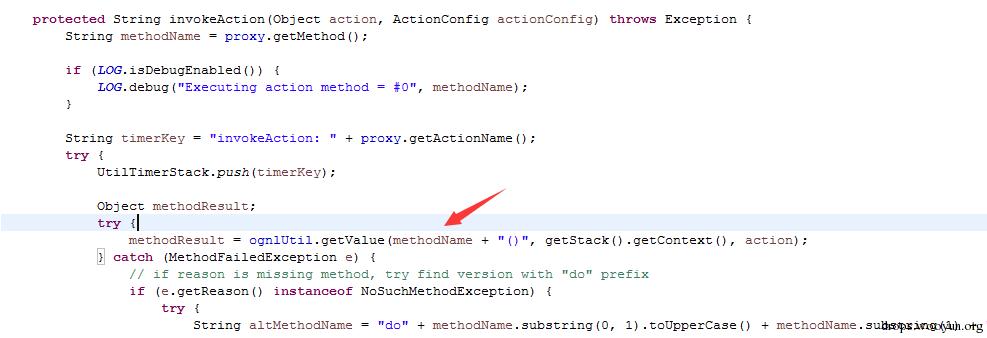 protected String invokeAction(Object action, ActionConfig actionConfig) throws Exception {
String methodName = proxy.getMethod();
if (LOG.isDebugEnabled()) {
LOG.debug("Executing action method = #0", methodName);
}
String timerKey = "invokeAction: " + proxy.getActionName();
try {
UtilTimerStack.push(timerKey);
Object methodResult;
try {
methodResult = ognlUtil.getValue(methodName + "()", getStack().getContext(), action);
} catch (MethodFailedException e) {
// if reason is missing method, try find version with "do" prefix
if (e.getReason() instanceof NoSuchMethodException) {
try {
String altMethodName = "do" + methodName.substring(0, 1).toUpperCase() + methodName.substring(1) +
drops.wooyun.org